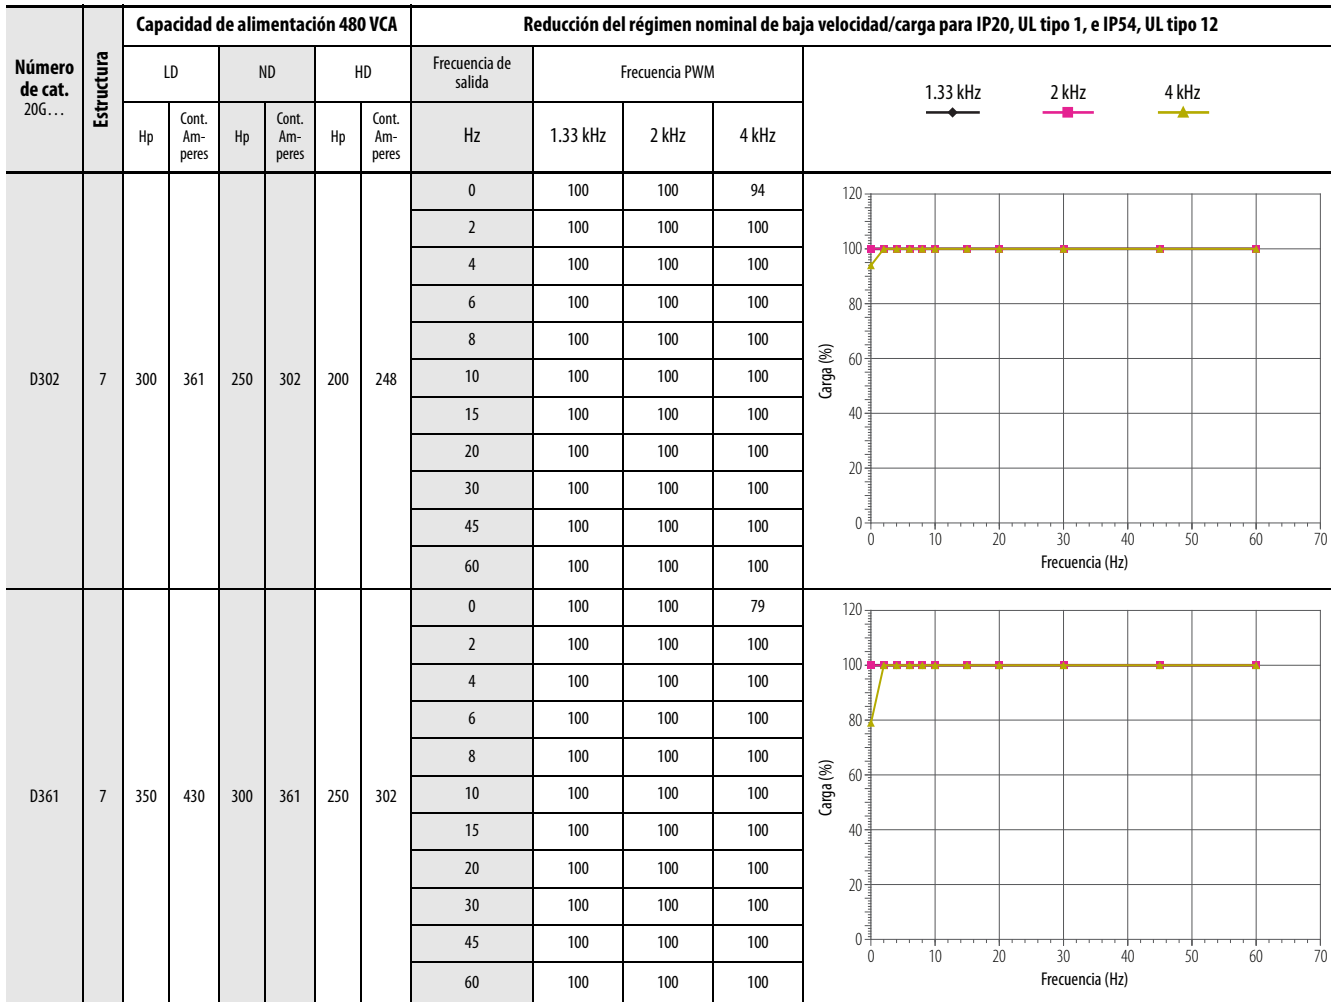 Número de cat. 20G…
Estructura
Capacidad de alimentación 480 VCA
Reducción del régimen nominal de baja velocidad/carga para IP20, UL tipo 1, e IP54, UL tipo 12
LD ND HD
Frecuencia de salida
Frecuencia PWM
1.33 kHz 2 kHz 4 kHz
Hp Cont. Am-peres Hp Cont. Am-peres Hp Cont. Am-peres
Hz 1.33 kHz 2 kHz 4 kHz
D302 7 300 361 250 302 200 248
0 100 100 94
2 100 100 100
4 100 100 100
6 100 100 100
8 100 100 100
10 100 100 100
15 100 100 100
20 100 100 100
30 100 100 100
45 100 100 100
60 100 100 100
Carga (%)
120
100
80
60
40
20
0
0 10 20 30 40 50 60 70
Frecuencia (Hz)
D361 7 350 430 300 361 250 302
0 100 100 79
2 100 100 100
4 100 100 100
6 100 100 100
8 100 100 100
10 100 100 100
15 100 100 100
20 100 100 100
30 100 100 100
45 100 100 100
60 100 100 100
Carga (%)
120
100
80
60
40
20
0
0 10 20 30 40 50 60 70
Frecuencia (Hz)